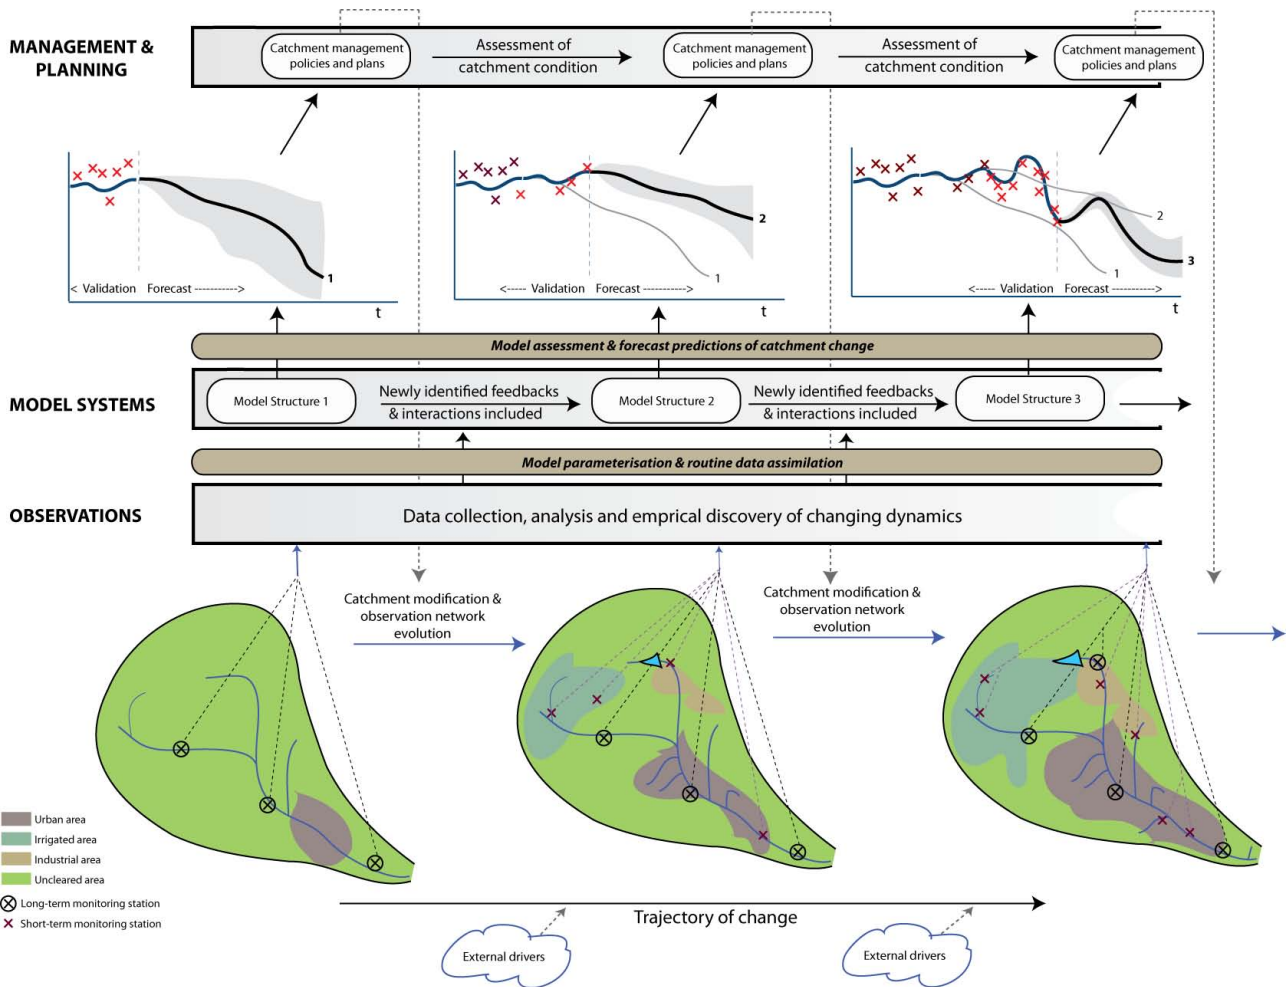 MANAGEMENT &
PLANNING
Catchment management
policies and plans
Assessment of
catchment condition
Catchment management
policies and plans
Assessment of
catchment condition
Catchment management
policies and plans
1
< Validation Forecast ----------->
t
2
1
<----- Validation Forecast ----------->
t
2
3
1
<----- Validation Forecast ----------->
t
Model assessment & forecast predictions of catchment change
MODEL SYSTEMS
Model Structure 1
Newly identified feedbacks
& interactions included
Model Structure 2
Newly identified feedbacks
& interactions included
Model Structure 3
Model parameterisation & routine data assimilation
OBSERVATIONS
Data collection, analysis and emprical discovery of changing dynamics
Catchment modification &
observation network
evolution
Catchment modification &
observation network
evolution
Urban area
Irrigated area
Industrial area
Uncleared area
Long-term monitoring station
Short-term monitoring station
Trajectory of change
External drivers
External drivers